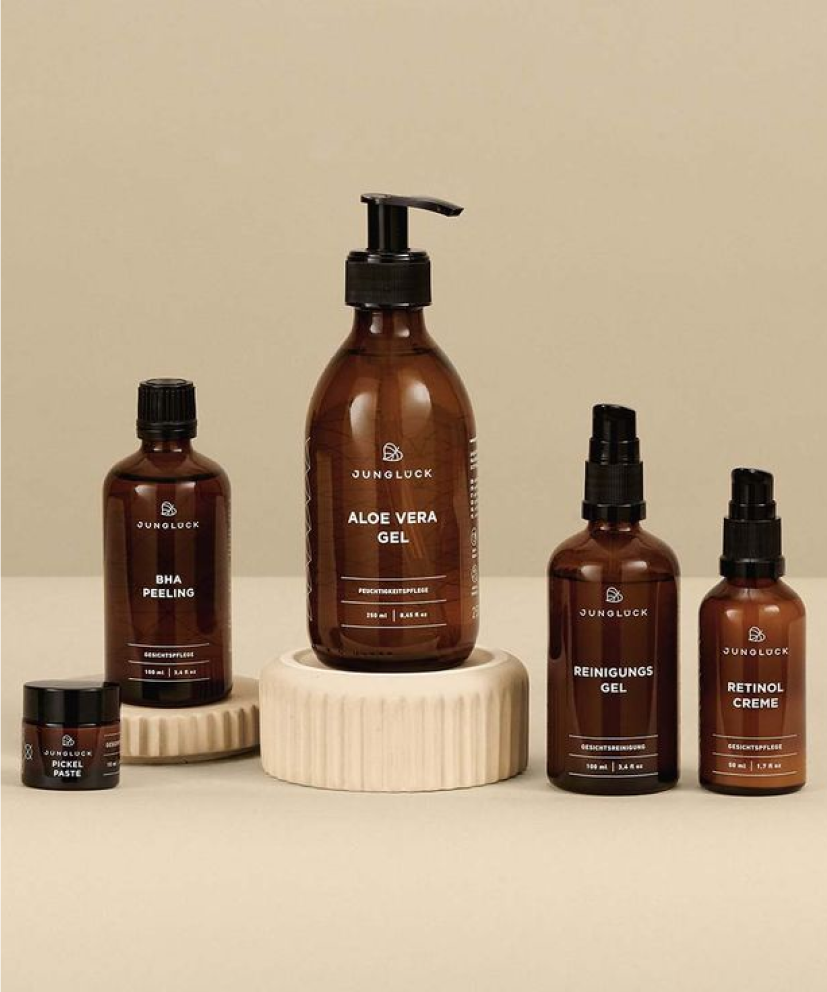 JUNGLÜCK
ALOE VERA
GEL
FEUCHTIGKEITSPFLEGE
250 ml | 8,45 fl oz
JUNGLÜCK
BHA
PEELING
GESICHTSPFLEGE
100 ml | 3,4 fl oz
JUNGLÜCK
PICKEL
PASTE
JUNGLÜCK
REINIGUNGS
GEL
GESICHTSREINIGUNG
100 ml | 3,4 fl oz
JUNGLÜCK
RETINOL
CREME
GESICHTSPFLEGE
50 ml | 1.7 fl oz